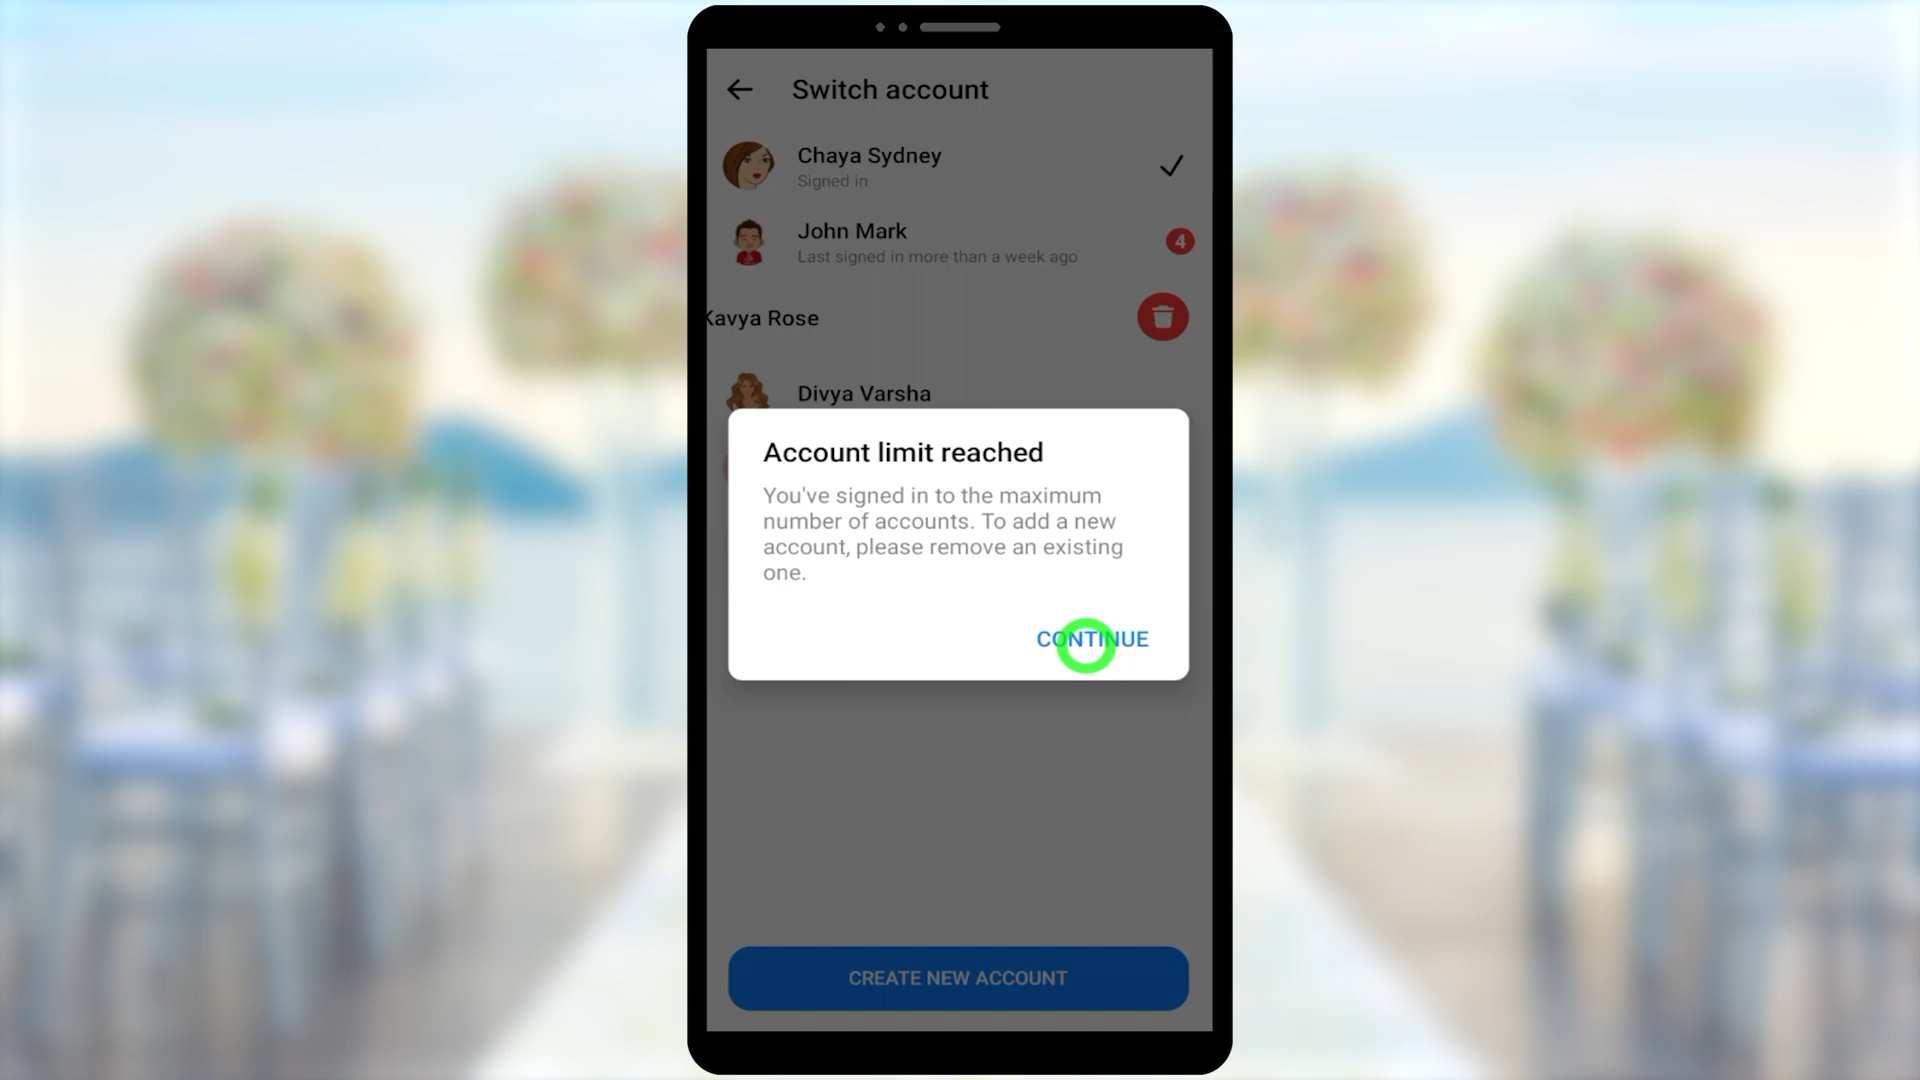 Switch account
Chaya Sydney
Signed in
John Mark
Last signed in more than a week ago
4
Kavya Rose
Divya Varsha
Account limit reached
You've signed in to the maximum
number of accounts. To add a new
account, please remove an existing
one.
CONTINUE
CREATE NEW ACCOUNT